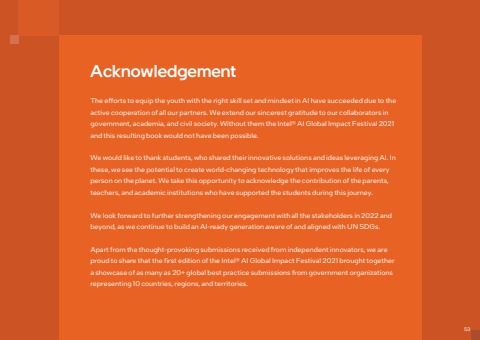 Acknowledgement
The efforts to equip the youth with the right skill set and mindset in AI have succeeded due to the
active cooperation of all our partners. We extend our sincerest gratitude to our collaborators in
government, academia, and civil society. Without them the Intel® AI Global Impact Festival 2021
and this resulting book would not have been possible.
We would like to thank students, who shared their innovative solutions and ideas leveraging AI. In
these, we see the potential to create world-changing technology that improves the life of every
person on the planet. We take this opportunity to acknowledge the contribution of the parents,
teachers, and academic institutions who have supported the students during this journey.
We look forward to further strengthening our engagement with all the stakeholders in 2022 and
beyond, as we continue to build an AI-ready generation aware of and aligned with UN SDGs.
Apart from the thought-provoking submissions received from independent innovators, we are
proud to share that the first edition of the Intel® AI Global Impact Festival 2021 brought together
a showcase of as many as 20+ global best practice submissions from government organizations
representing 10 countries, regions, and territories.
53